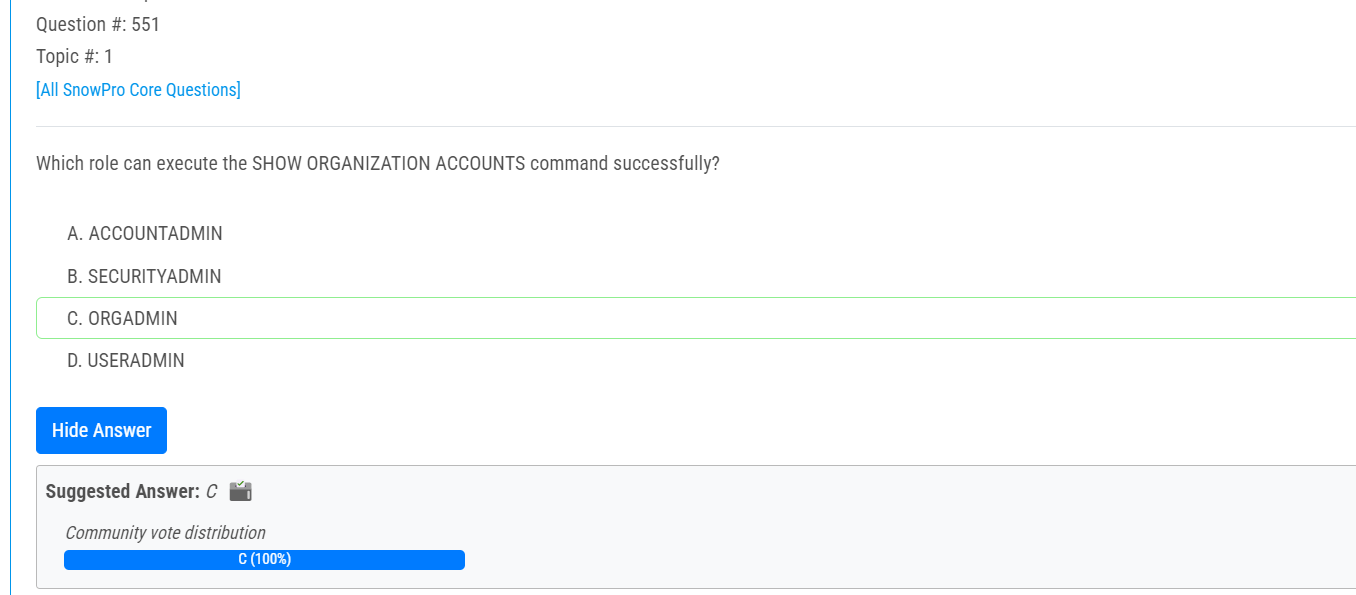 Question #: 551
Topic #: 1
[All SnowPro Core Questions]
Which role can execute the SHOW ORGANIZATION ACCOUNTS command successfully?
A. ACCOUNTADMIN
B. SECURITYADMIN
C. ORGADMIN
D. USERADMIN
Hide Answer
Suggested Answer: C
Community vote distribution
C (100%)